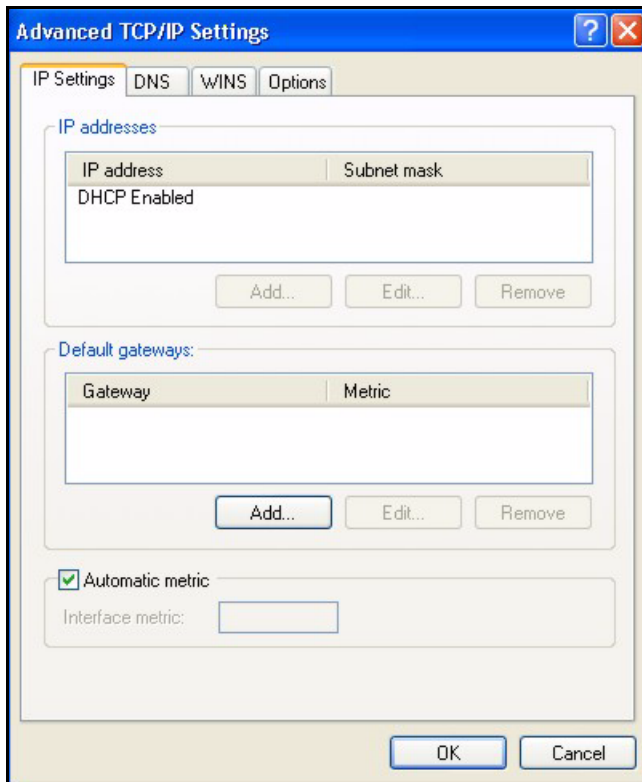 Advanced TCP/IP Settings
IP Settings DNS WINS Options
IP addresses
IP address Subnet mask
DHCP Enabled
Add... Edit... Remove
Default gateways:
Gateway Metric
Add... Edit... Remove
Automatic metric
Interface metric:
OK Cancel